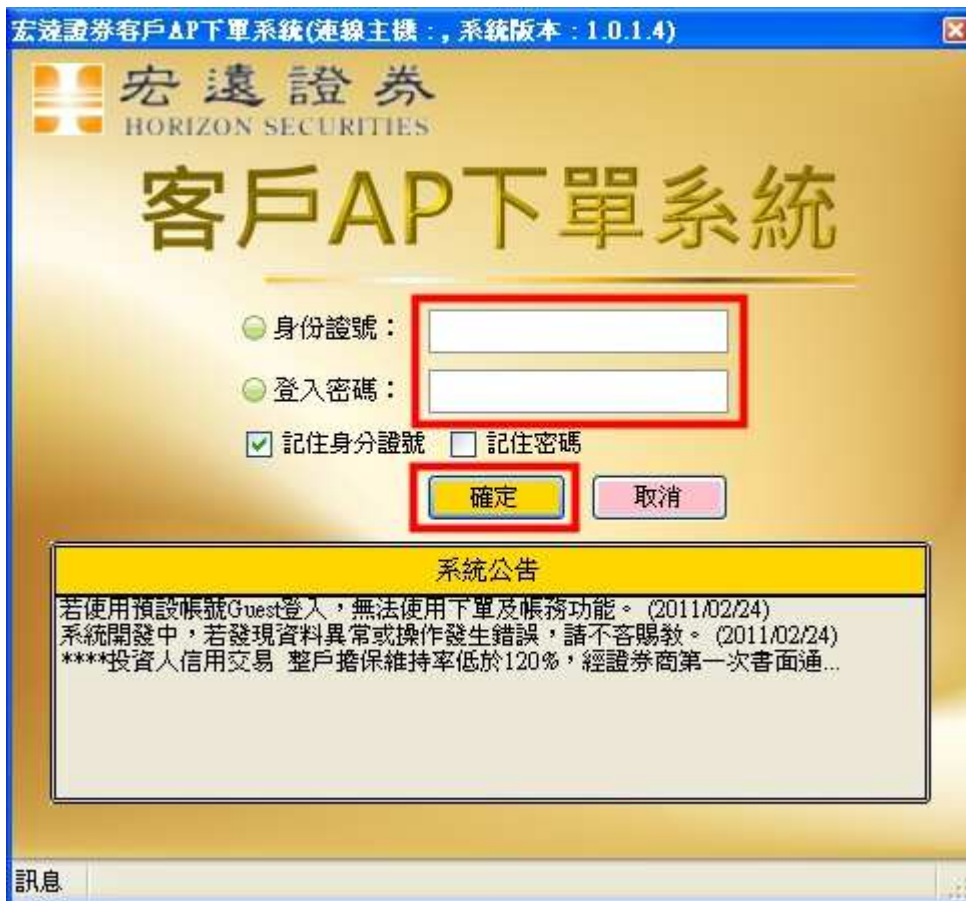 宏遠證券客戶AP下單系統(連線主機：, 系統版本：1.0.1.4)
宏遠證券
HORIZON SECURITIES
客戶AP下單系統
身份證號：
登入密碼：
記住身分證號 記住密碼
確定 取消
系統公告
若使用預設帳號Guest登入，無法使用下單及帳務功能。 (2011/02/24)
系統開發中，若發現資料異常或操作發生錯誤，請不吝賜教。 (2011/02/24)
****投資人信用交易 整戶擔保維持率低於120%，經證券商第一次書面通...
訊息